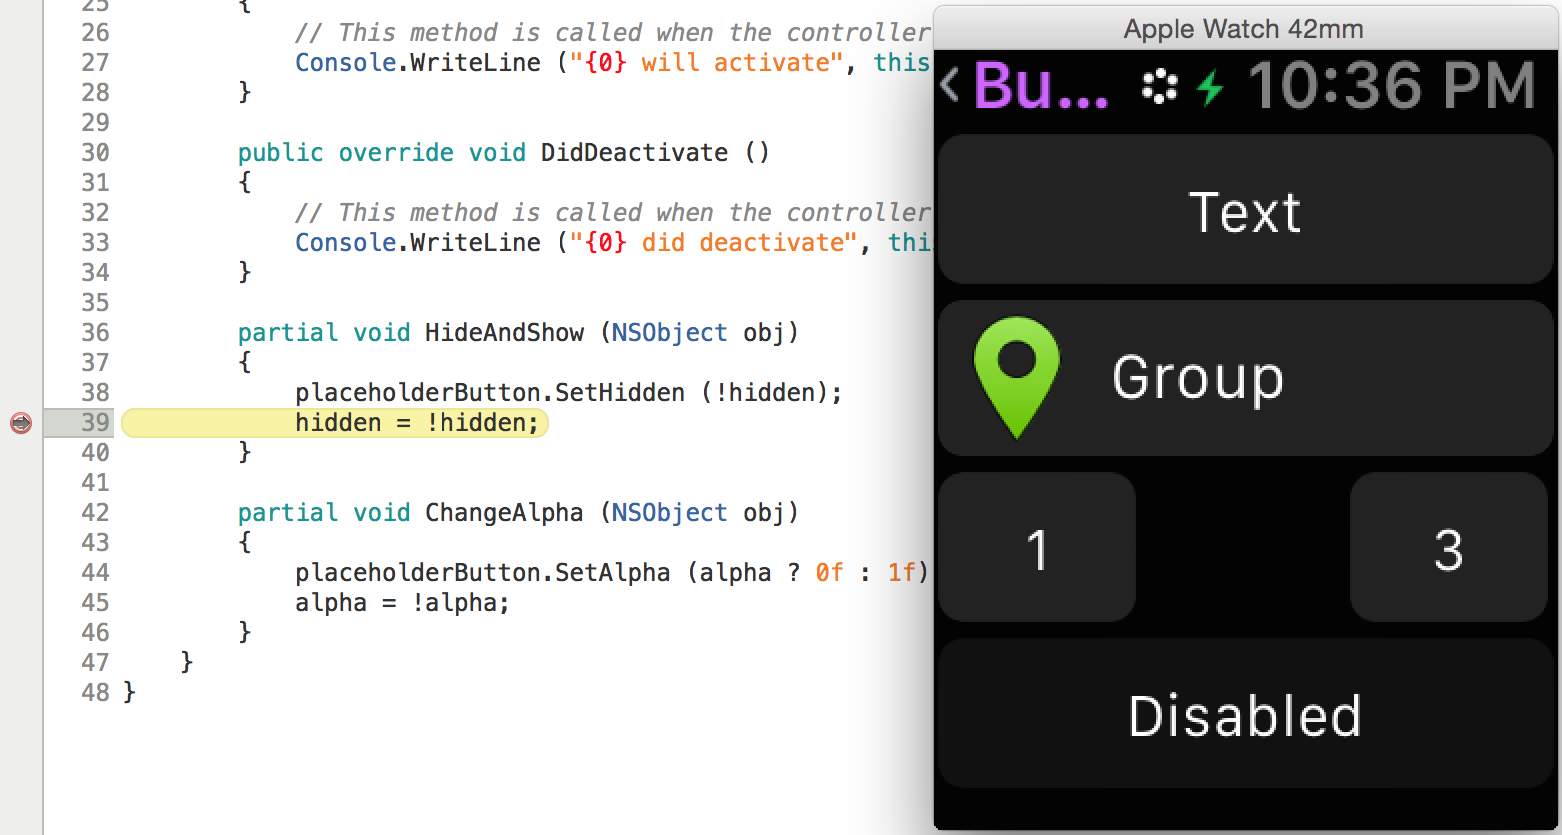 25         {
26             // This method is called when the controller
27             Console.WriteLine ("{0} will activate", this
28         }
29
30         public override void DidDeactivate ()
31         {
32             // This method is called when the controller
33             Console.WriteLine ("{0} did deactivate", this
34         }
35
36         partial void HideAndShow (NSObject obj)
37         {
38             placeholderButton.SetHidden (!hidden);
39             hidden = !hidden;
40         }
41
42         partial void ChangeAlpha (NSObject obj)
43         {
44             placeholderButton.SetAlpha (alpha ? 0f : 1f)
45             alpha = !alpha;
46         }
47     }
48 }
Apple Watch 42mm
Bu... 10:36 PM
Text
Group
1 3
Disabled